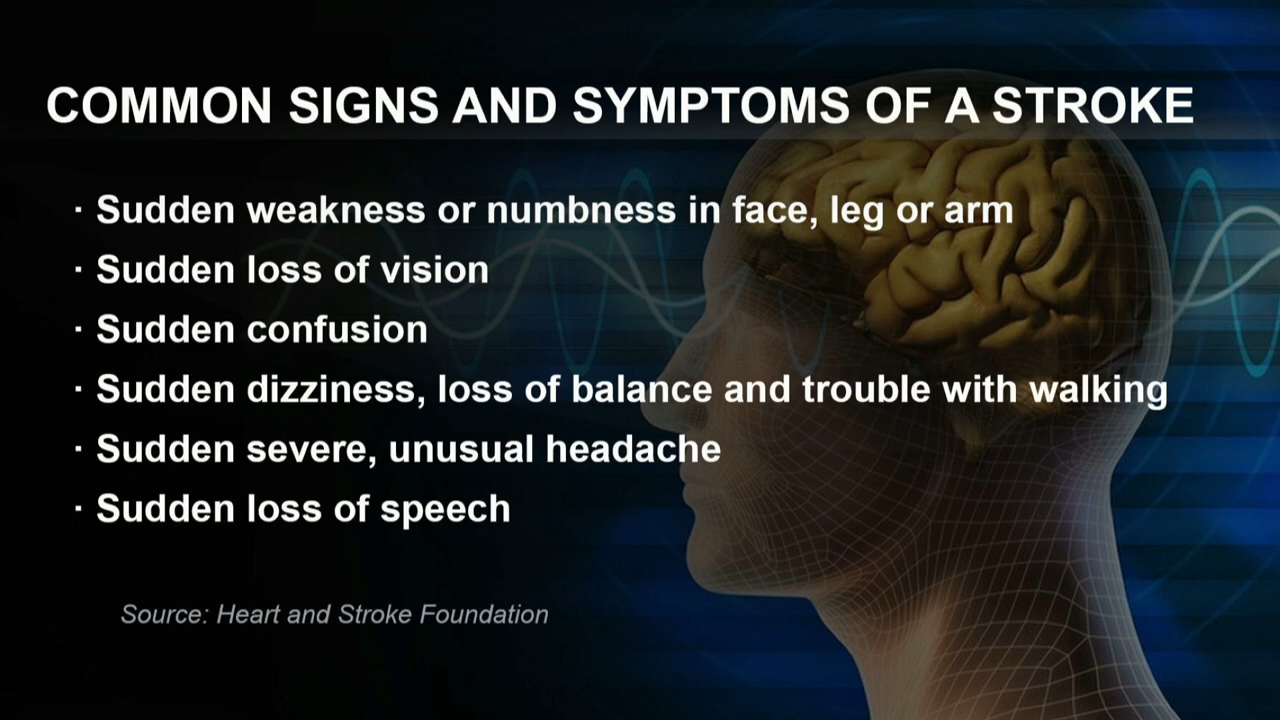 COMMON SIGNS AND SYMPTOMS OF A STROKE
· Sudden weakness or numbness in face, leg or arm
· Sudden loss of vision
· Sudden confusion
· Sudden dizziness, loss of balance and trouble with walking
· Sudden severe, unusual headache
· Sudden loss of speech
Source: Heart and Stroke Foundation